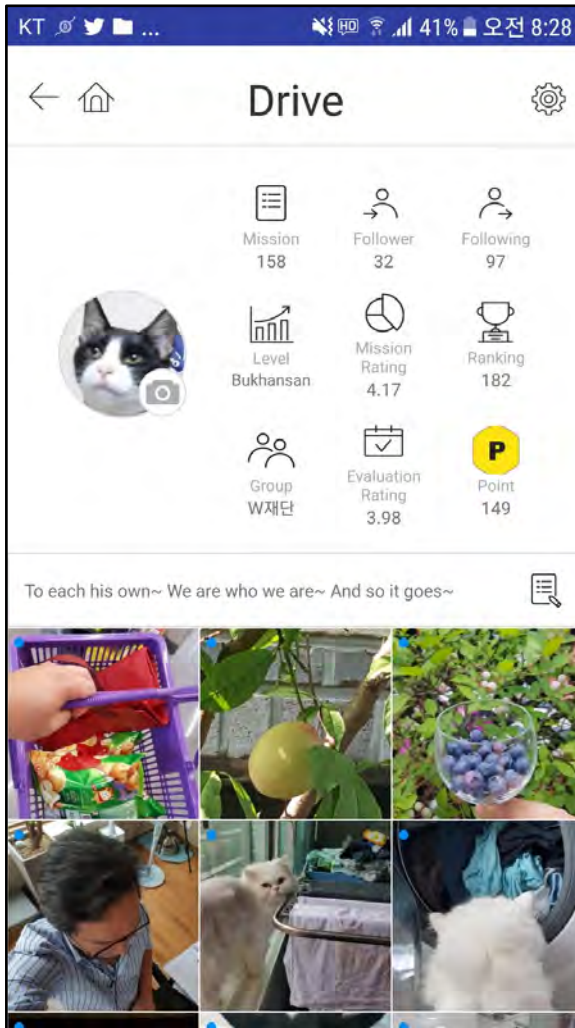 KT ... HD 41% 오전 8:28
Drive
Mission
158
Follower
32
Following
97
Level
Bukhansan
Mission
Rating
4.17
Ranking
182
Group
W재단
Evaluation
Rating
3.98
P
Point
149
To each his own~ We are who we are~ And so it goes~